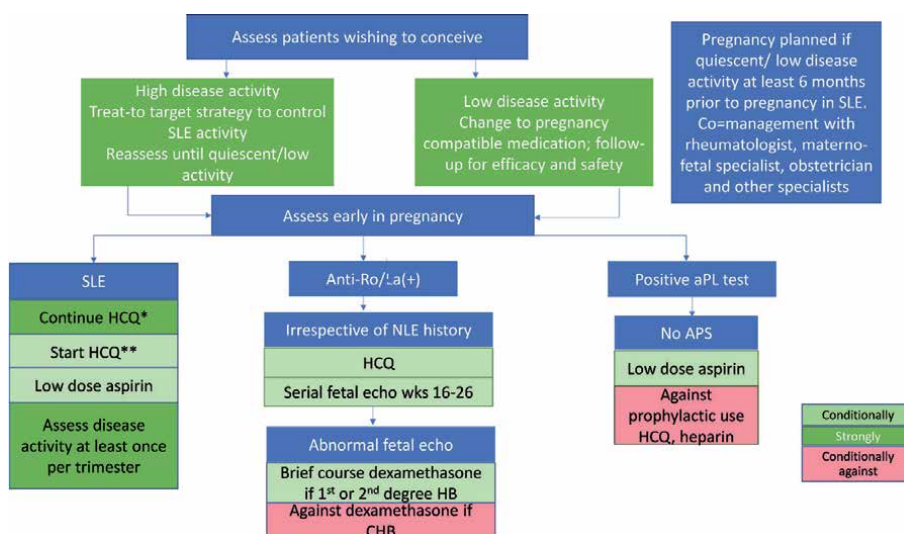 Assess patients wishing to conceive
Pregnancy planned if
quiescent/ low disease
activity at least 6 months
prior to pregnancy in SLE.
Co=management with
rheumatologist, materno-
fetal specialist, obstetrician
and other specialists
High disease activity
Treat-to target strategy to control
SLE activity
Reassess until quiescent/low
activity
Low disease activity
Change to pregnancy
compatible medication; follow-
up for efficacy and safety
Assess early in pregnancy
SLE
Continue HCQ*
Start HCQ**
Low dose aspirin
Assess disease
activity at least once
per trimester
Anti-Ro/La(+)
Irrespective of NLE history
HCQ
Serial fetal echo wks 16-26
Abnormal fetal echo
Brief course dexamethasone
if 1st or 2nd degree HB
Against dexamethasone if
CHB
Positive aPL test
No APS
Low dose aspirin
Against
prophylactic use
HCQ, heparin
Conditionally
Strongly
Conditionally
against